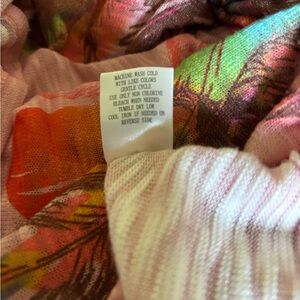 MACHINE WASH COLD
WITH LIKE COLORS
GENTLE CYCLE
USE ONLY NON CHLORINE
BLEACH WHEN NEEDED
TUMBLE DRY LOW
COOL IRON IF NEEDED ON
REVERSE SIDE